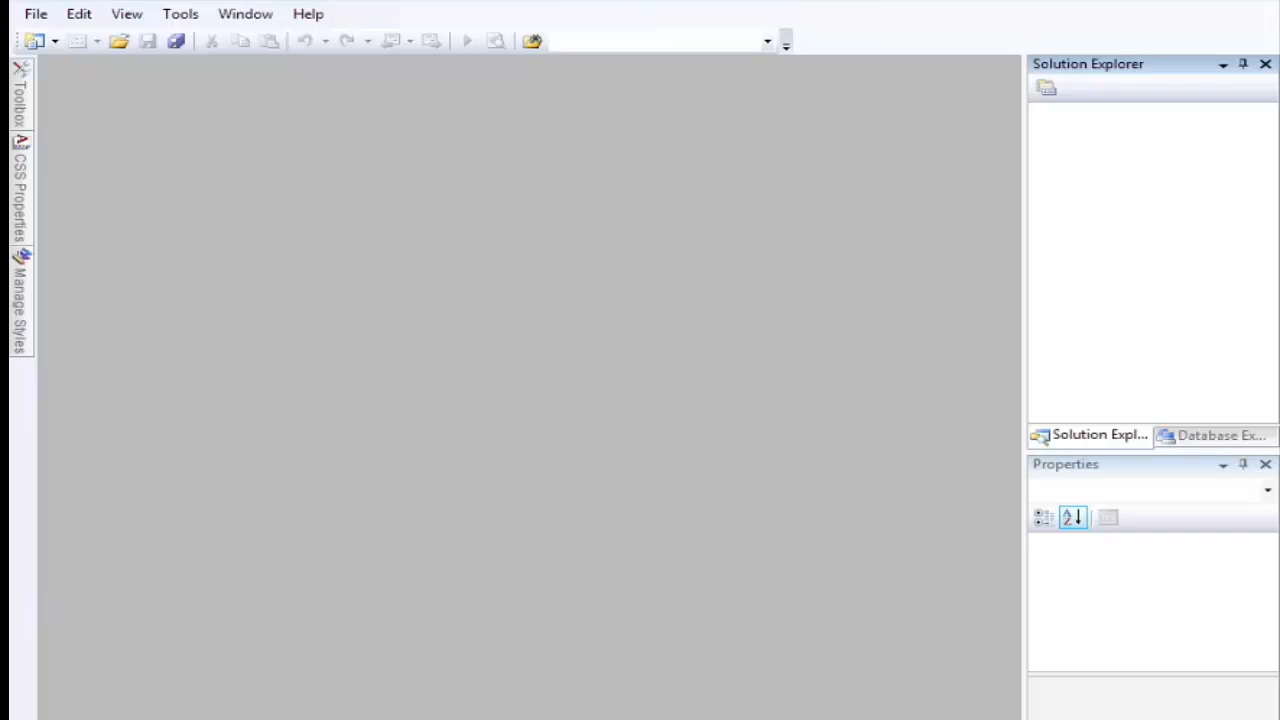 File Edit View Tools Window Help
Toolbox
CSS Properties
Manage Styles
Solution Explorer
Solution Expl... Database Ex...
Properties